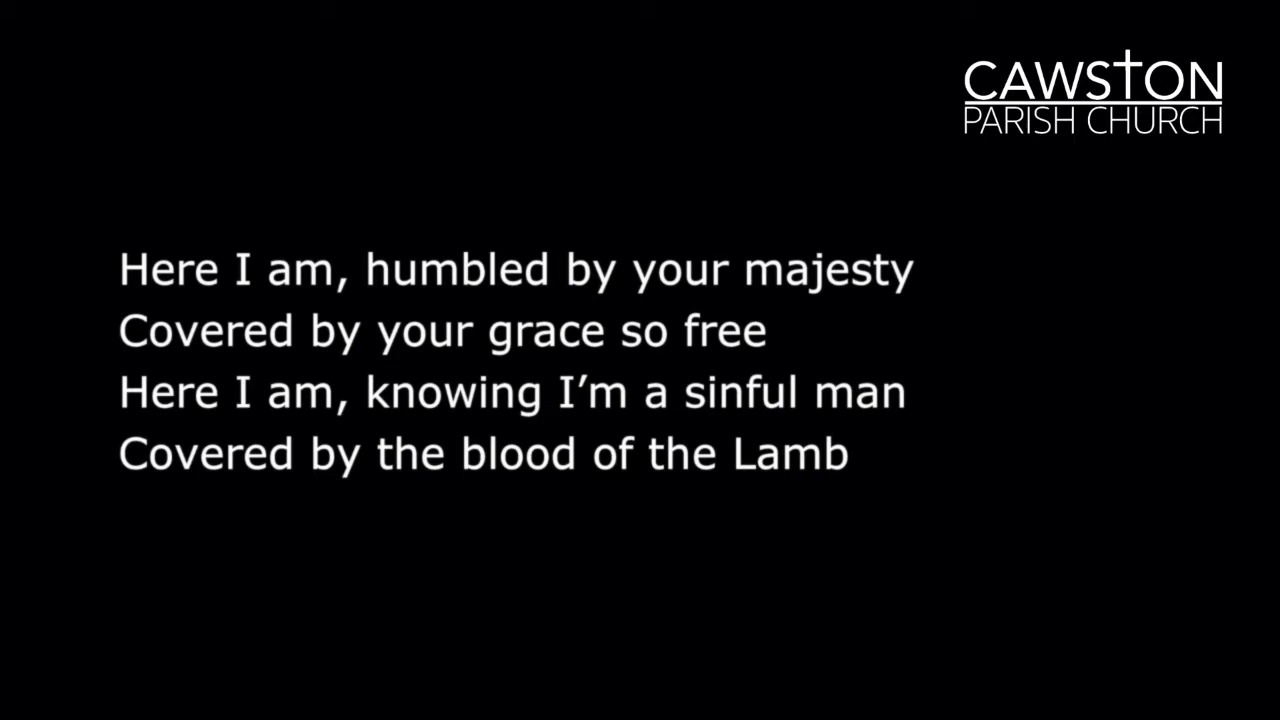 CAWSTON
PARISH CHURCH
Here I am, humbled by your majesty
Covered by your grace so free
Here I am, knowing I’m a sinful man
Covered by the blood of the Lamb